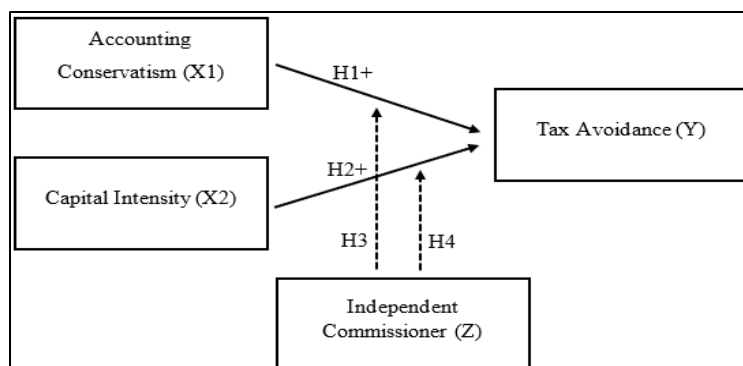 Accounting
Conservatism (X1)
H1+
Tax Avoidance (Y)
H2+
Capital Intensity (X2)
H3
H4
Independent
Commissioner (Z)